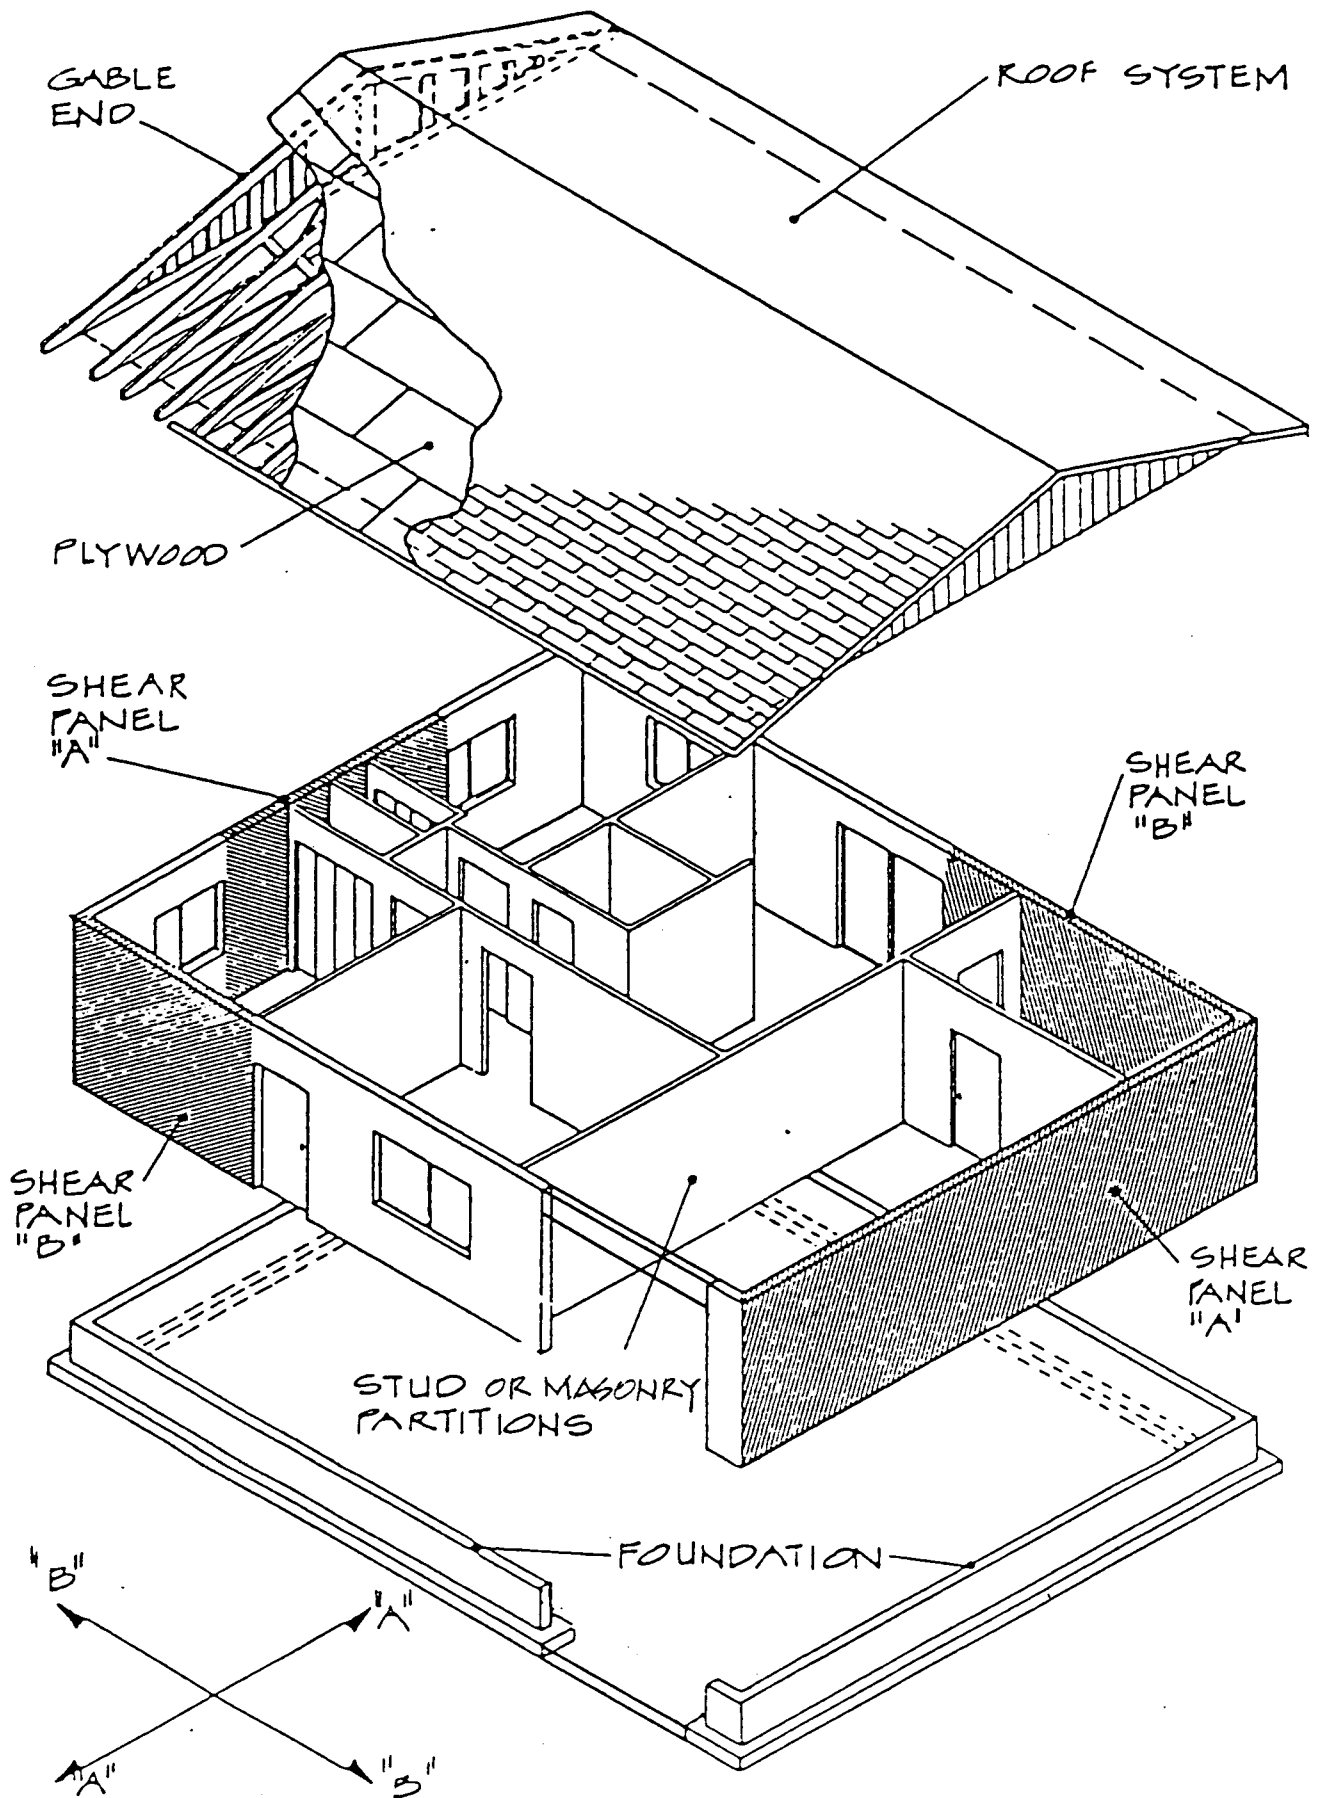 GABLE
END
ROOF SYSTEM
PLYWOOD
SHEAR
PANEL
"A"
SHEAR
PANEL
"B"
SHEAR
PANEL
"B"
SHEAR
PANEL
"A"
STUD OR MASONRY
PARTITIONS
FOUNDATION
"B"
"A"
"A"
"B"